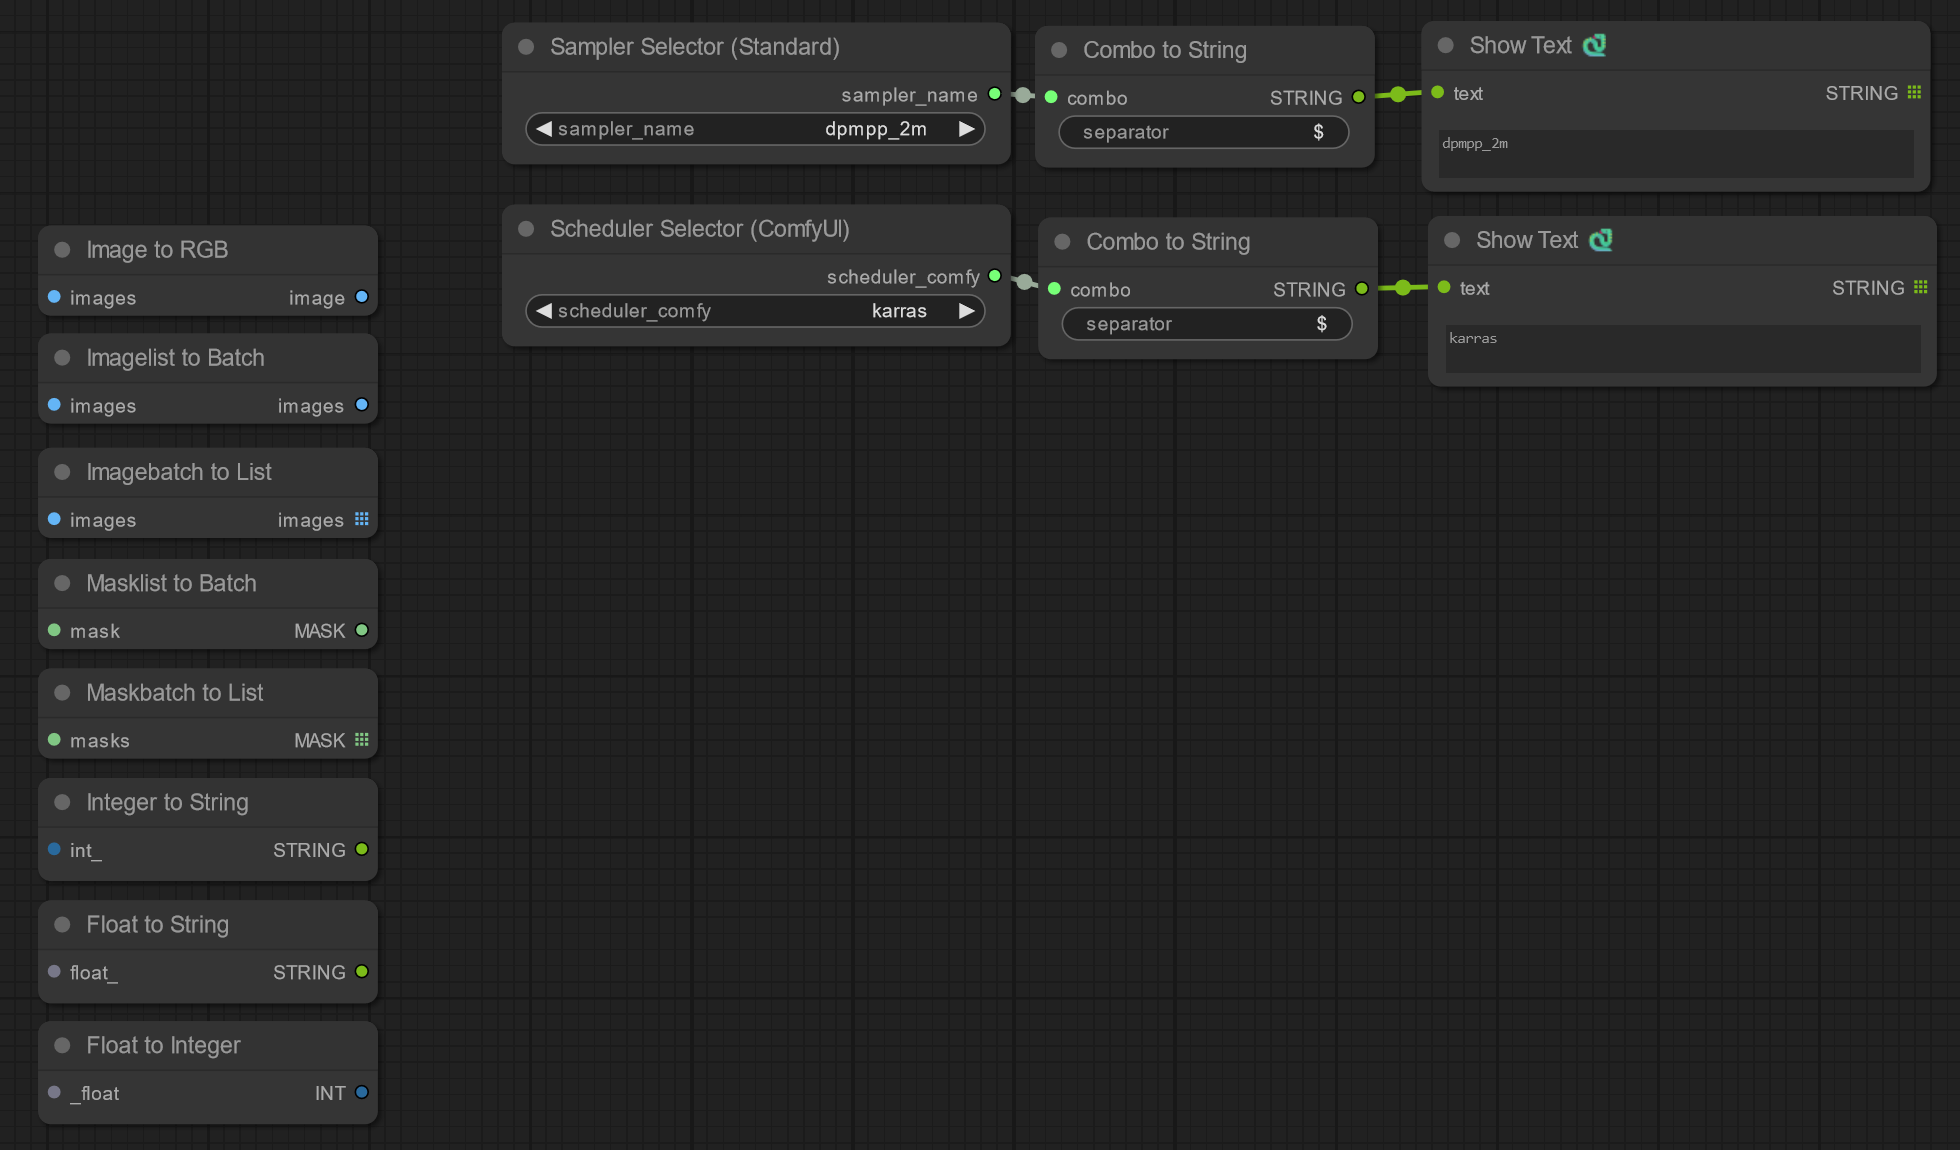 Image to RGB
images image
Imagelist to Batch
images images
Imagebatch to List
images images
Masklist to Batch
mask MASK
Maskbatch to List
masks MASK
Integer to String
int_ STRING
Float to String
float_ STRING
Float to Integer
_float INT
Sampler Selector (Standard)
sampler_name
sampler_name dpmpp_2m
Combo to String
combo STRING
separator $
Show Text
text STRING
dpmpp_2m
Scheduler Selector (ComfyUI)
scheduler_comfy
scheduler_comfy karras
Combo to String
combo STRING
separator $
Show Text
text STRING
karras